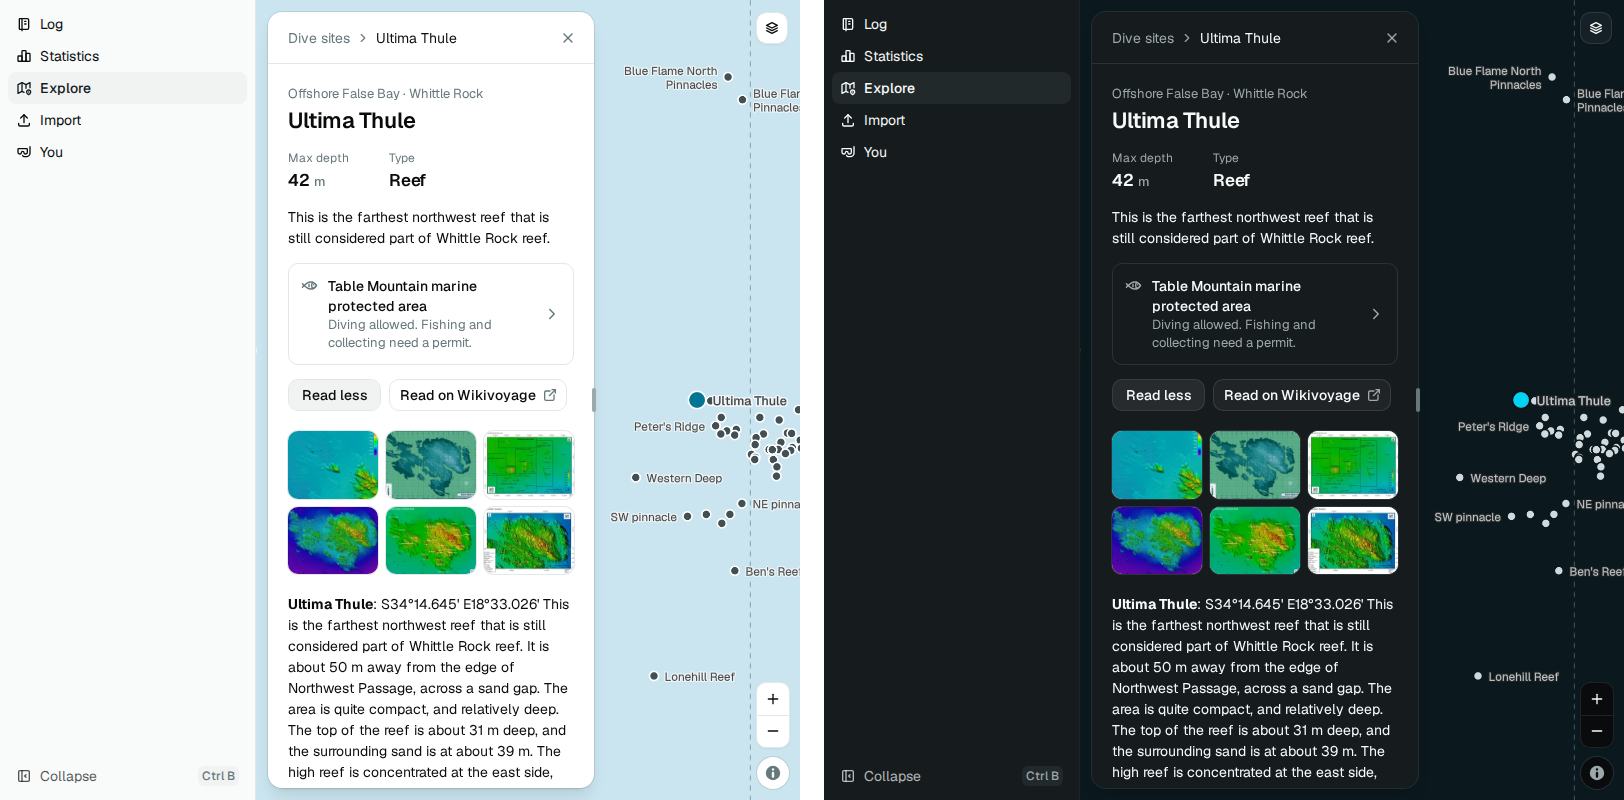 Log
Statistics
Explore
Import
You
Collapse
Ctrl B
Dive sites
Ultima Thule
Offshore False Bay · Whittle Rock
Ultima Thule
Max depth
Type
42 m
Reef
This is the farthest northwest reef that is
still considered part of Whittle Rock reef.
Table Mountain marine
protected area
Diving allowed. Fishing and
collecting need a permit.
Read less
Read on Wikivoyage
Ultima Thule: S34°14.645' E18°33.026' This
is the farthest northwest reef that is still
considered part of Whittle Rock reef. It is
about 50 m away from the edge of
Northwest Passage, across a sand gap. The
area is quite compact, and relatively deep.
The top of the reef is about 31 m deep, and
the surrounding sand is at about 39 m. The
high reef is concentrated at the east side,
Blue Flame North
Pinnacles
Blue Flar
Pinnacles
Ultima Thule
Peter's Ridge
Western Deep
NE pinna
SW pinnacle
Ben's Reef
Lonehill Reef
Log
Statistics
Explore
Import
You
Collapse
Ctrl B
Dive sites
Ultima Thule
Offshore False Bay · Whittle Rock
Ultima Thule
Max depth
Type
42 m
Reef
This is the farthest northwest reef that is
still considered part of Whittle Rock reef.
Table Mountain marine
protected area
Diving allowed. Fishing and
collecting need a permit.
Read less
Read on Wikivoyage
Ultima Thule: S34°14.645' E18°33.026' This
is the farthest northwest reef that is still
considered part of Whittle Rock reef. It is
about 50 m away from the edge of
Northwest Passage, across a sand gap. The
area is quite compact, and relatively deep.
The top of the reef is about 31 m deep, and
the surrounding sand is at about 39 m. The
high reef is concentrated at the east side,
Blue Flame North
Pinnacles
Blue Flar
Pinnacles
Ultima Thule
Peter's Ridge
Western Deep
NE pinna
SW pinnacle
Ben's Reef
Lonehill Reef